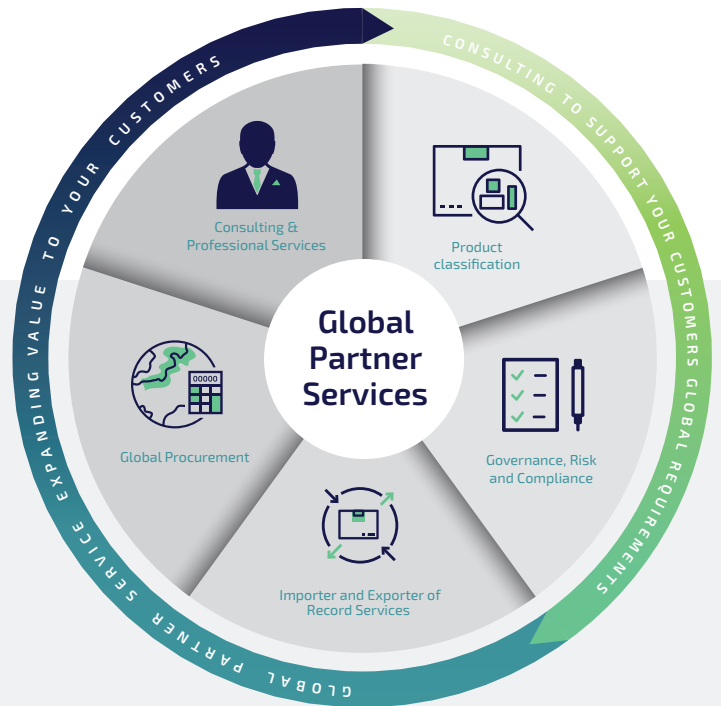 CONSULTING TO SUPPORT YOUR CUSTOMERS GLOBAL REQUIREMENTS
GLOBAL PARTNER SERVICE EXPANDING VALUE TO YOUR CUSTOMERS
Consulting &
Professional Services
Product
classification
Global
Partner
Services
00000
Global Procurement
Governance, Risk
and Compliance
Importer and Exporter of
Record Services